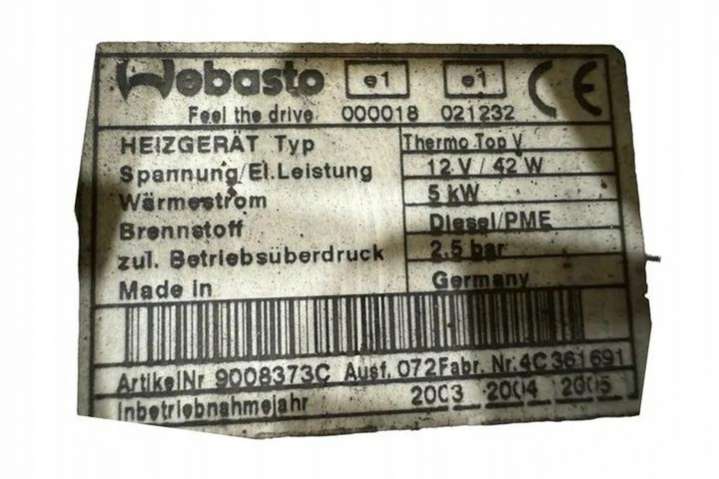 Webasto e1 e1 CE
Feel the drive 000018 021232
HEIZGERÄT Typ Thermo Top V
Spannung/El.Leistung 12 V / 42 W
Wärmestrom 5 kW
Brennstoff Diesel/PME
zul. Betriebsüberdruck 2.5 bar
Made in Germany
ArtikelNr 9008373C Ausf. 072 Fabr. Nr. 4C361691
Inbetriebnahmejahr 2003 2004 2005